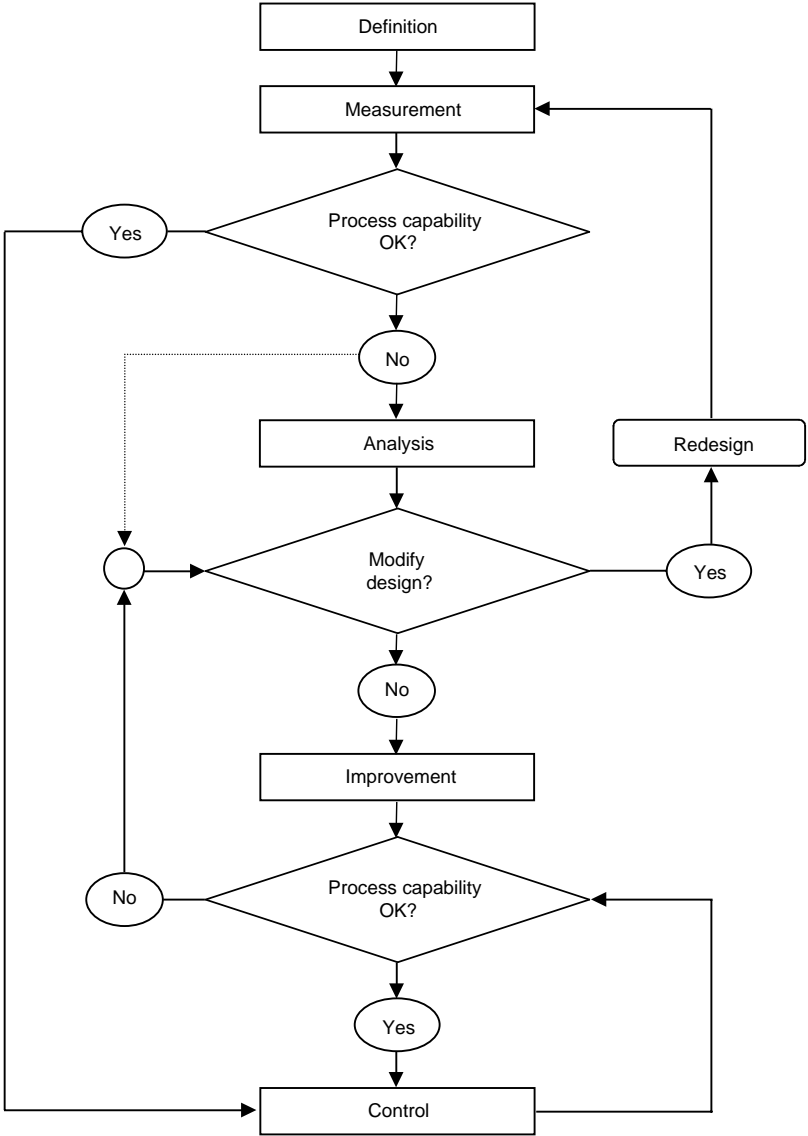 Definition
Measurement
Process capability
OK?
Yes
No
Analysis
Redesign
Modify
design?
Yes
No
Improvement
Process capability
OK?
No
Yes
Control